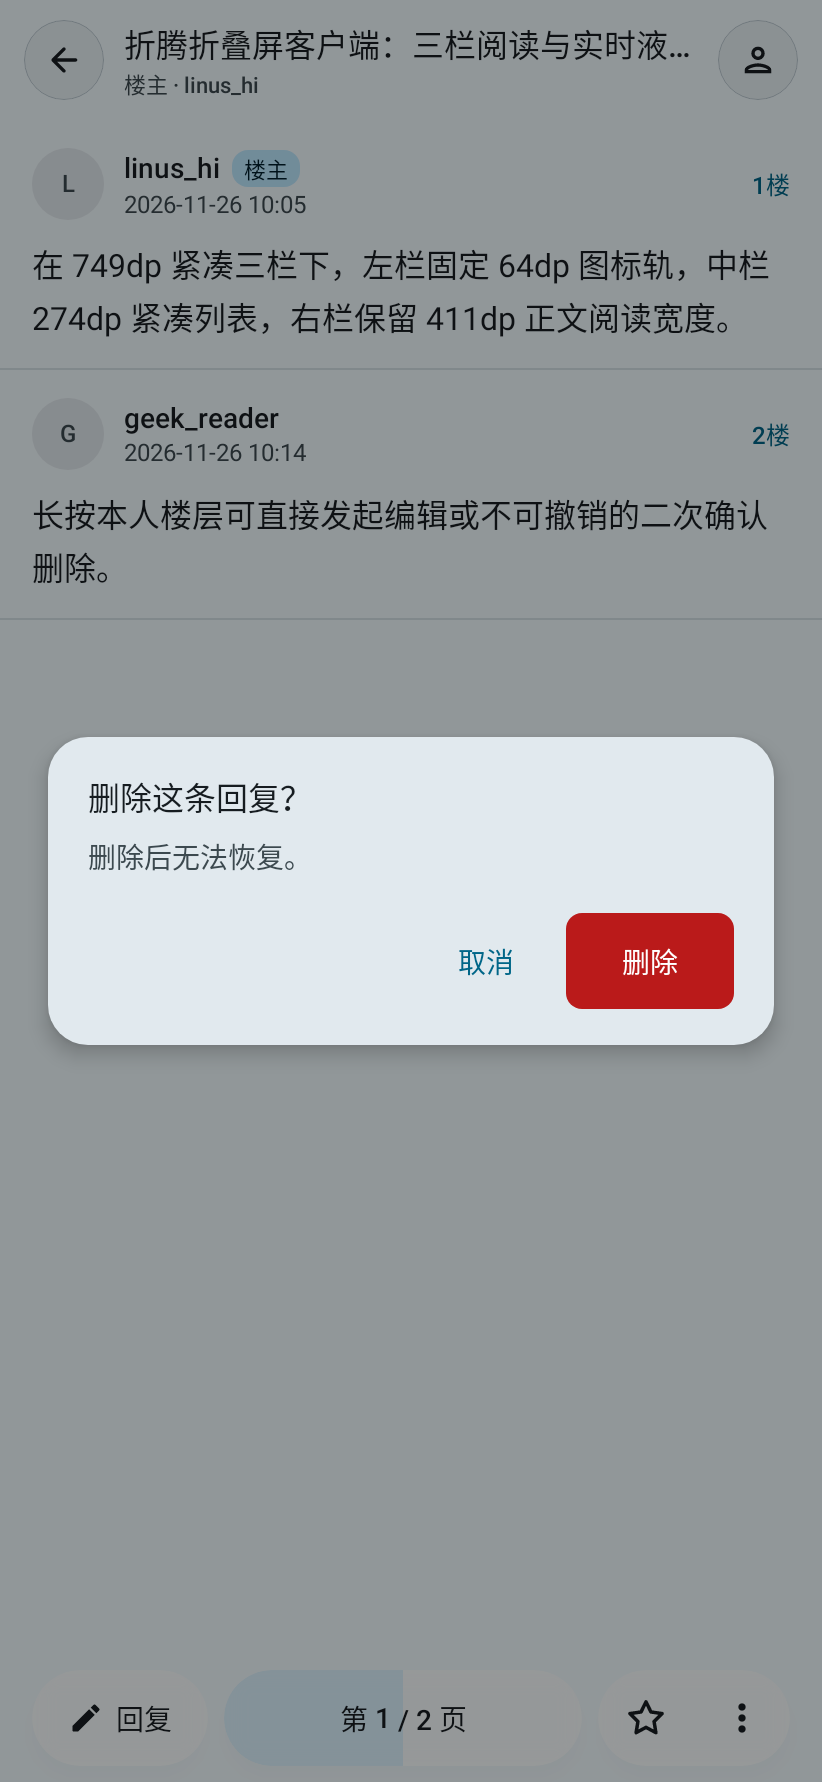 折腾折叠屏客户端：三栏阅读与实时液…
楼主 · linus_hi
L
linus_hi 楼主
1楼
2026-11-26 10:05
在 749dp 紧凑三栏下，左栏固定 64dp 图标轨，中栏
274dp 紧凑列表，右栏保留 411dp 正文阅读宽度。
G
geek_reader
2楼
2026-11-26 10:14
长按本人楼层可直接发起编辑或不可撤销的二次确认
删除。
删除这条回复？
删除后无法恢复。
取消 删除
回复 第 1 / 2 页